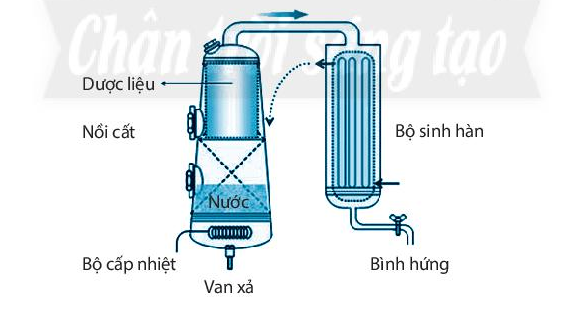 Chân trời sáng tạo
Dược liệu
Nồi cất
Bộ sinh hàn
Nước
Bộ cấp nhiệt
Bình hứng
Van xả